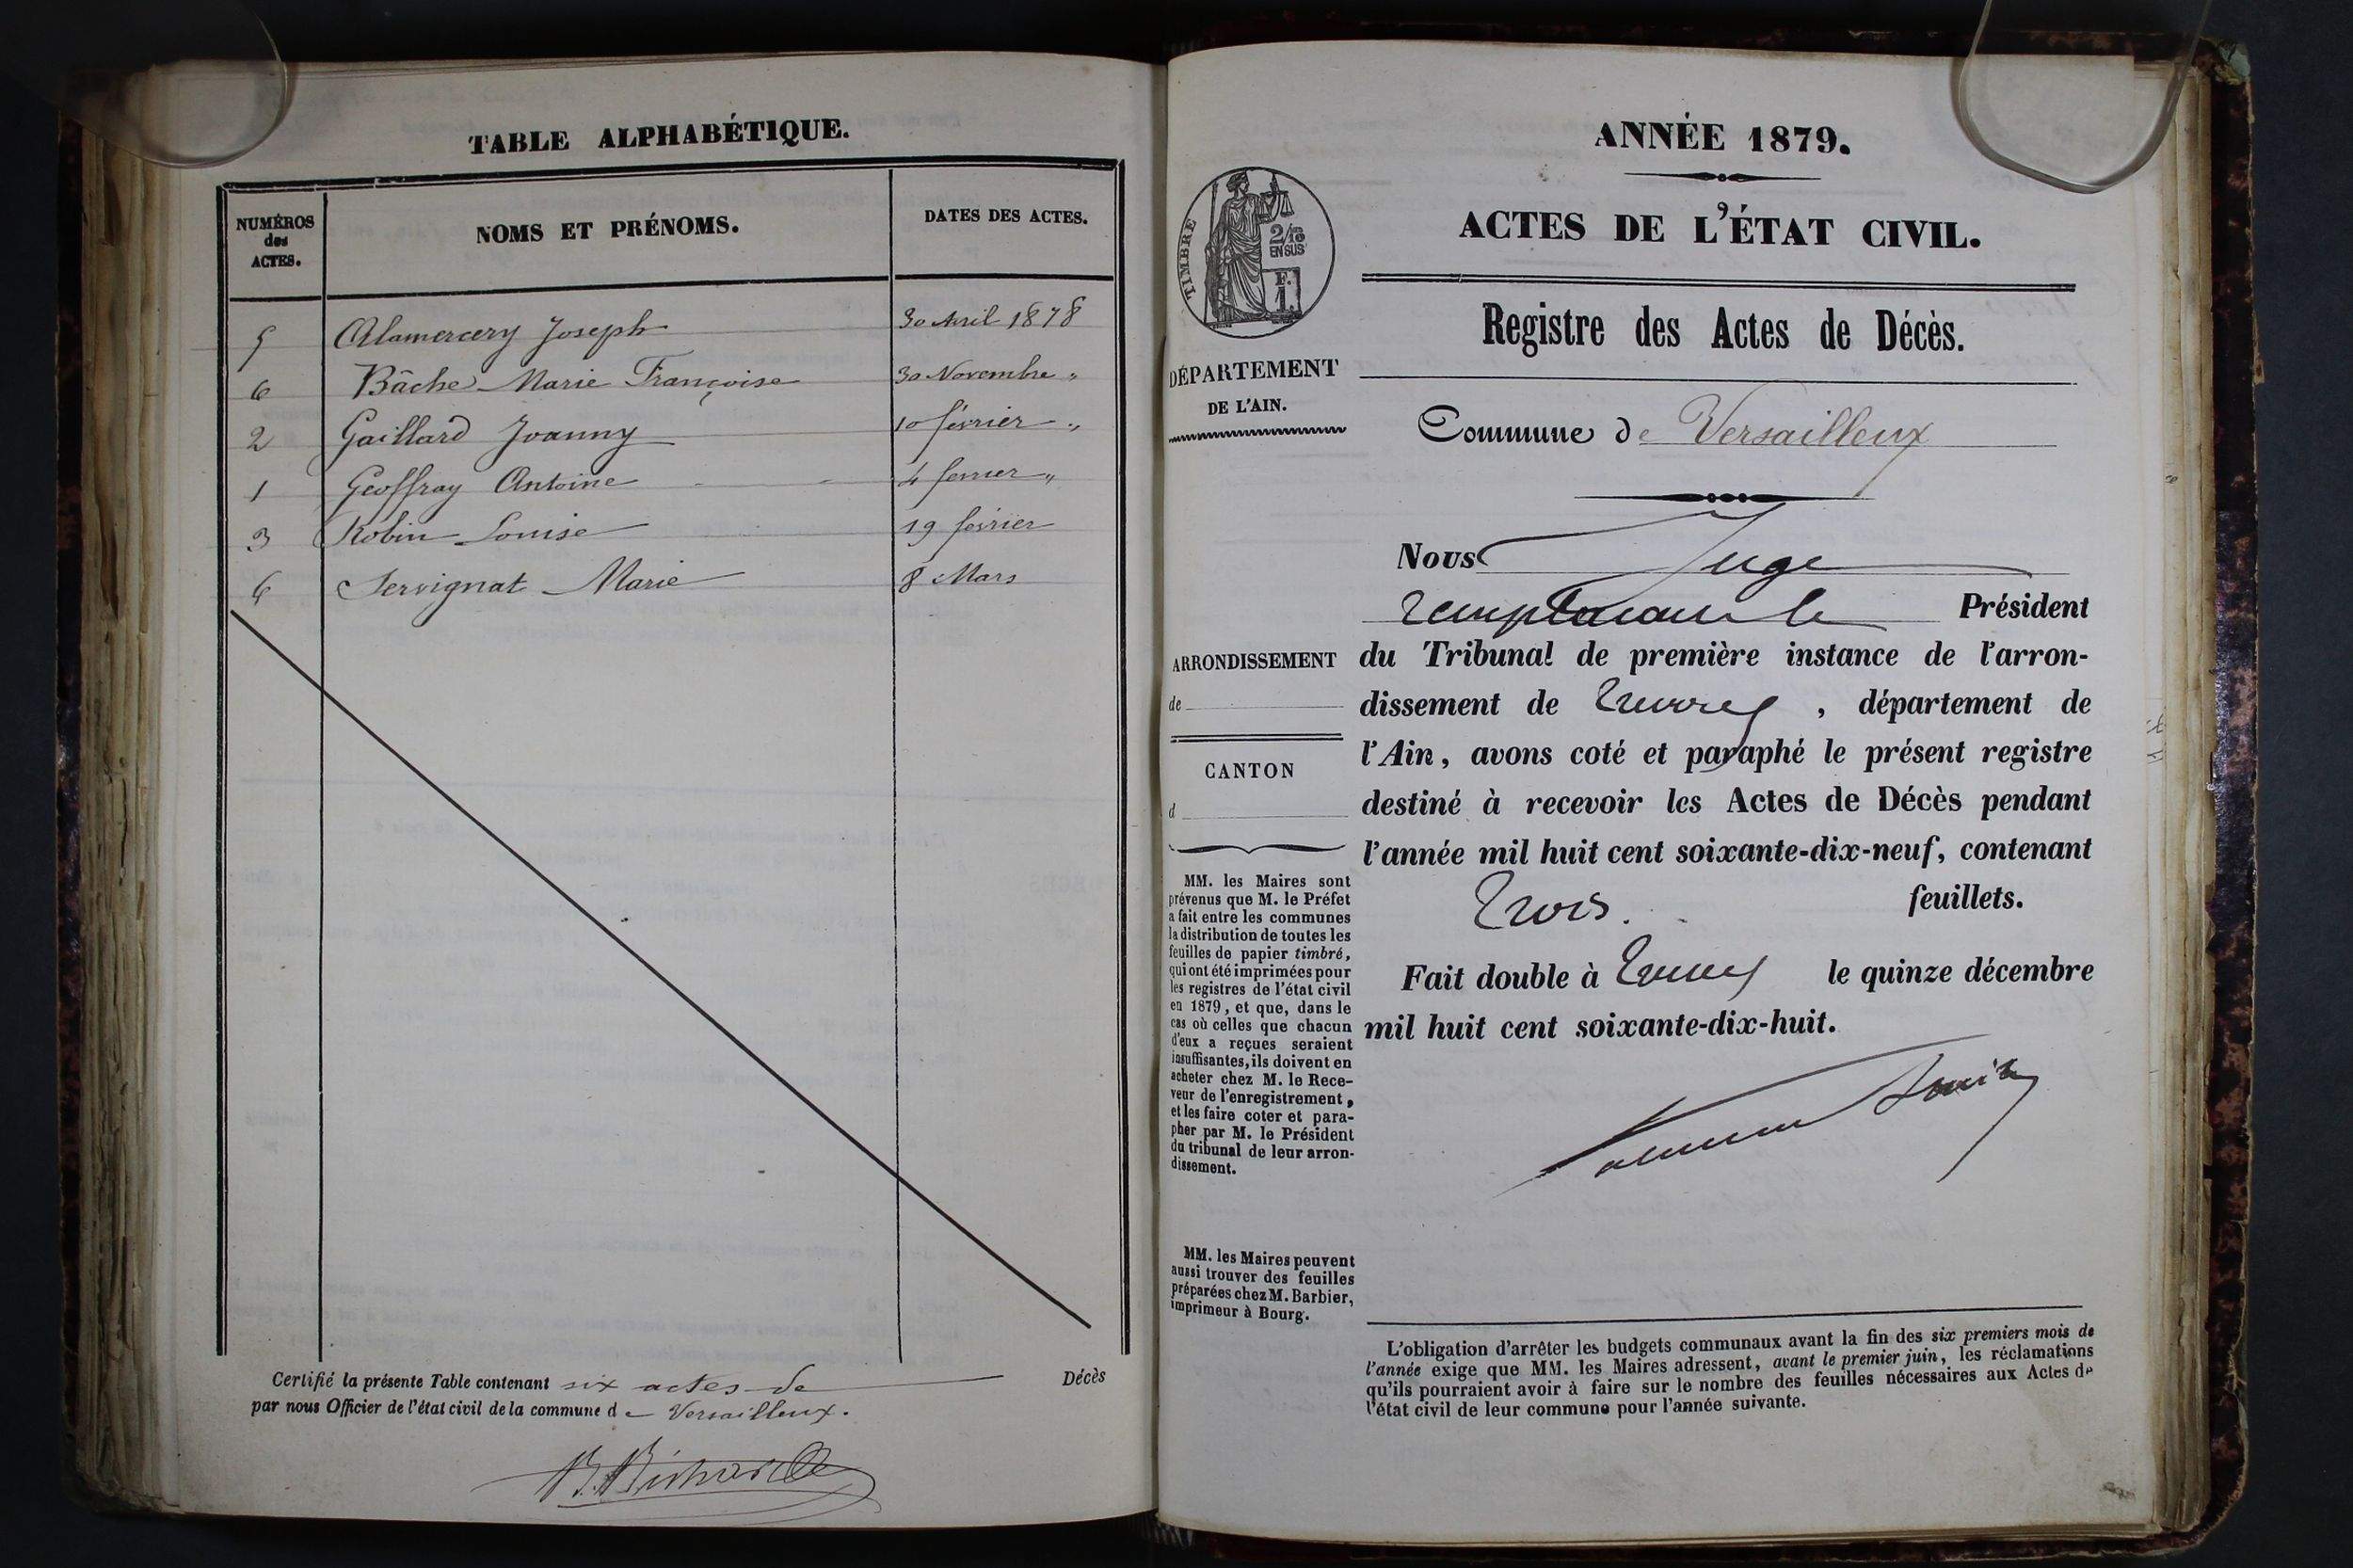 TABLE ALPHABÉTIQUE.
NUMÉROS des ACTES. NOMS ET PRÉNOMS. DATES DES ACTES.
5 Alamercery Joseph 30 Avril 1878
6 Bâche Marie Françoise 30 Novembre "
2 Gaillard Joanny 10 février "
1 Geoffray Antoine 4 fevrier "
3 Robin Louise 19 février
Servignat Marie 8 Mars
Certifié la présente Table contenant six actes de Décès
par nous Officier de l'état civil de la commune de Versailleux.
ANNÉE 1879.
ACTES DE L'ÉTAT CIVIL.
TIMBRE
2/10
EN SUS
F.
1.
Registre des Actes de Décès.
DÉPARTEMENT
DE L'AIN.
Commune de Versailleux
Nous Juge
remplaçant le Président
du Tribunal de première instance de l'arron-
dissement de Trévoux, département de
l'Ain, avons coté et paraphé le présent registre
destiné à recevoir les Actes de Décès pendant
l'année mil huit cent soixante-dix-neuf, contenant
Trois. feuillets.
Fait double à Trévoux le quinze décembre
mil huit cent soixante-dix-huit.
ARRONDISSEMENT
de
CANTON
d
MM. les Maires sont
prévenus que M. le Préfet
a fait entre les communes
la distribution de toutes les
feuilles de papier timbré,
qui ont été imprimées pour
les registres de l'état civil
en 1879, et que, dans le
cas où celles que chacun
d'eux a reçues seraient
insuffisantes, ils doivent en
acheter chez M. le Rece-
veur de l'enregistrement,
et les faire coter et para-
pher par M. le Président
du tribunal de leur arron-
dissement.
MM. les Maires peuvent
aussi trouver des feuilles
préparées chez M. Barbier,
imprimeur à Bourg.
L'obligation d'arrêter les budgets communaux avant la fin des six premiers mois de
l'année exige que MM. les Maires adressent, avant le premier juin, les réclamations
qu'ils pourraient avoir à faire sur le nombre des feuilles nécessaires aux Actes de
l'état civil de leur commune pour l'année suivante.